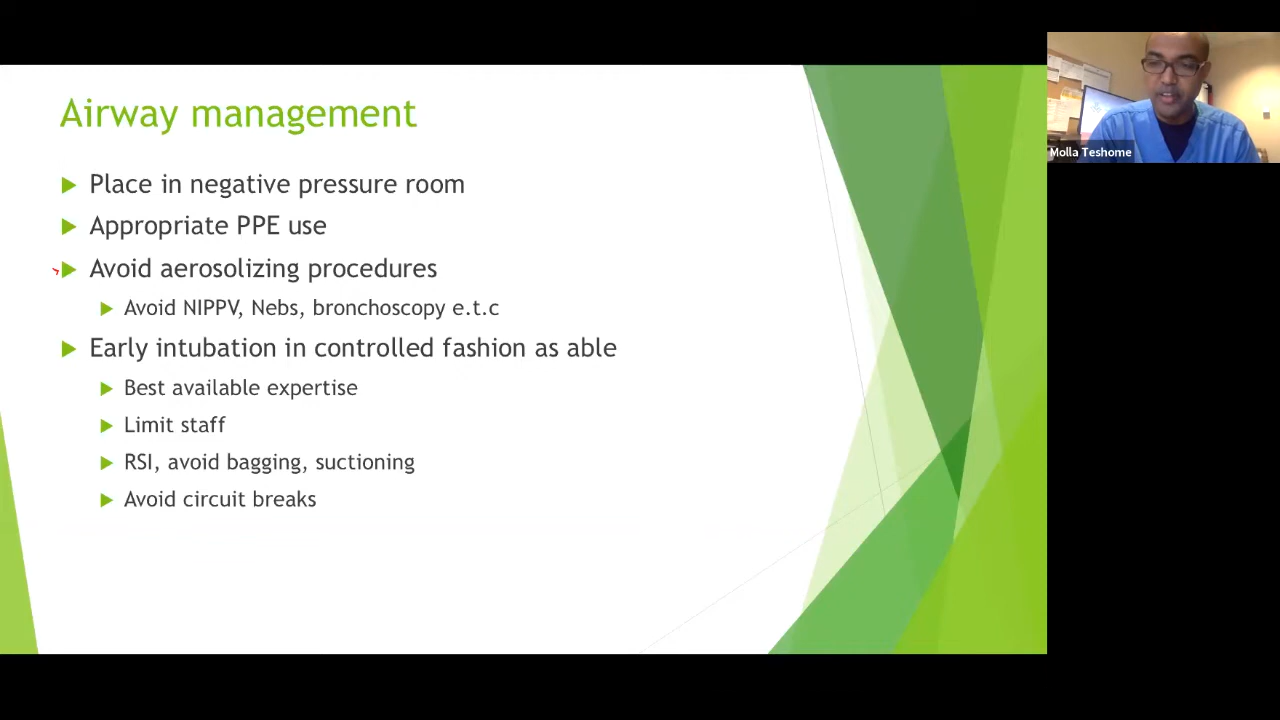 Airway management
Place in negative pressure room
Appropriate PPE use
Avoid aerosolizing procedures
Avoid NIPPV, Nebs, bronchoscopy e.t.c
Early intubation in controlled fashion as able
Best available expertise
Limit staff
RSI, avoid bagging, suctioning
Avoid circuit breaks
Molla Teshome